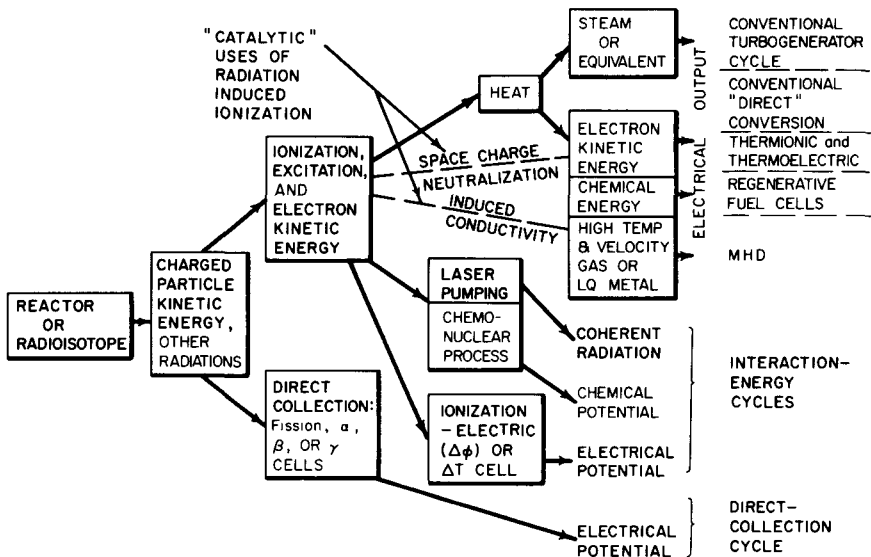 "CATALYTIC"
USES OF
RADIATION
INDUCED
IONIZATION
REACTOR
OR
RADIOISOTOPE
CHARGED
PARTICLE
KINETIC
ENERGY,
OTHER
RADIATIONS
IONIZATION,
EXCITATION,
AND
ELECTRON
KINETIC
ENERGY
DIRECT
COLLECTION:
Fission, α,
β, OR γ
CELLS
HEAT
SPACE CHARGE
NEUTRALIZATION
INDUCED
CONDUCTIVITY
LASER
PUMPING
CHEMO-
NUCLEAR
PROCESS
IONIZATION
-ELECTRIC
(Δϕ) OR
ΔT CELL
STEAM
OR
EQUIVALENT
ELECTRON
KINETIC
ENERGY
CHEMICAL
ENERGY
HIGH TEMP
& VELOCITY
GAS OR
LQ METAL
COHERENT
RADIATION
CHEMICAL
POTENTIAL
ELECTRICAL
POTENTIAL
ELECTRICAL
POTENTIAL
ELECTRICAL OUTPUT
CONVENTIONAL
TURBOGENERATOR
CYCLE
CONVENTIONAL
"DIRECT"
CONVERSION
THERMIONIC and
THERMOELECTRIC
REGENERATIVE
FUEL CELLS
MHD
INTERACTION-
ENERGY
CYCLES
DIRECT-
COLLECTION
CYCLE